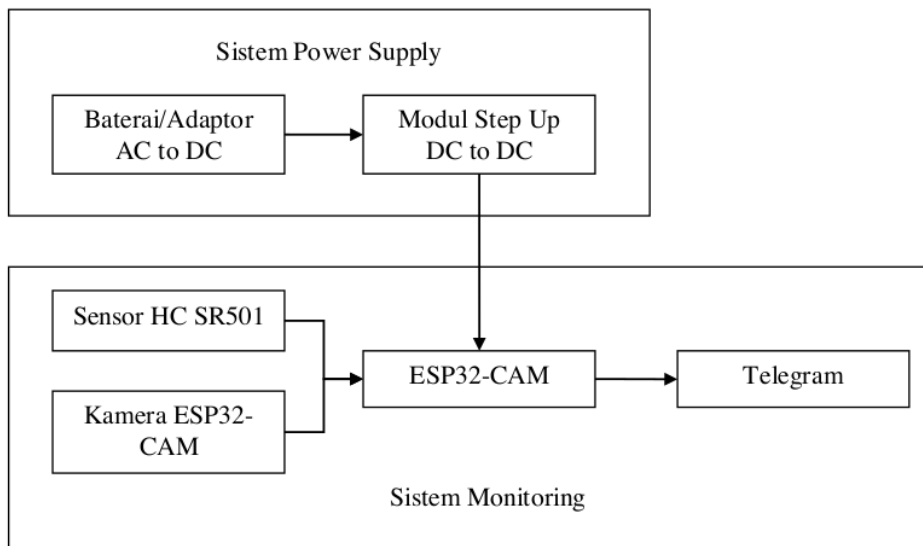 Sistem Power Supply
Baterai/Adaptor
AC to DC
Modul Step Up
DC to DC
Sensor HC SR501
Kamera ESP32-
CAM
ESP32-CAM
Telegram
Sistem Monitoring